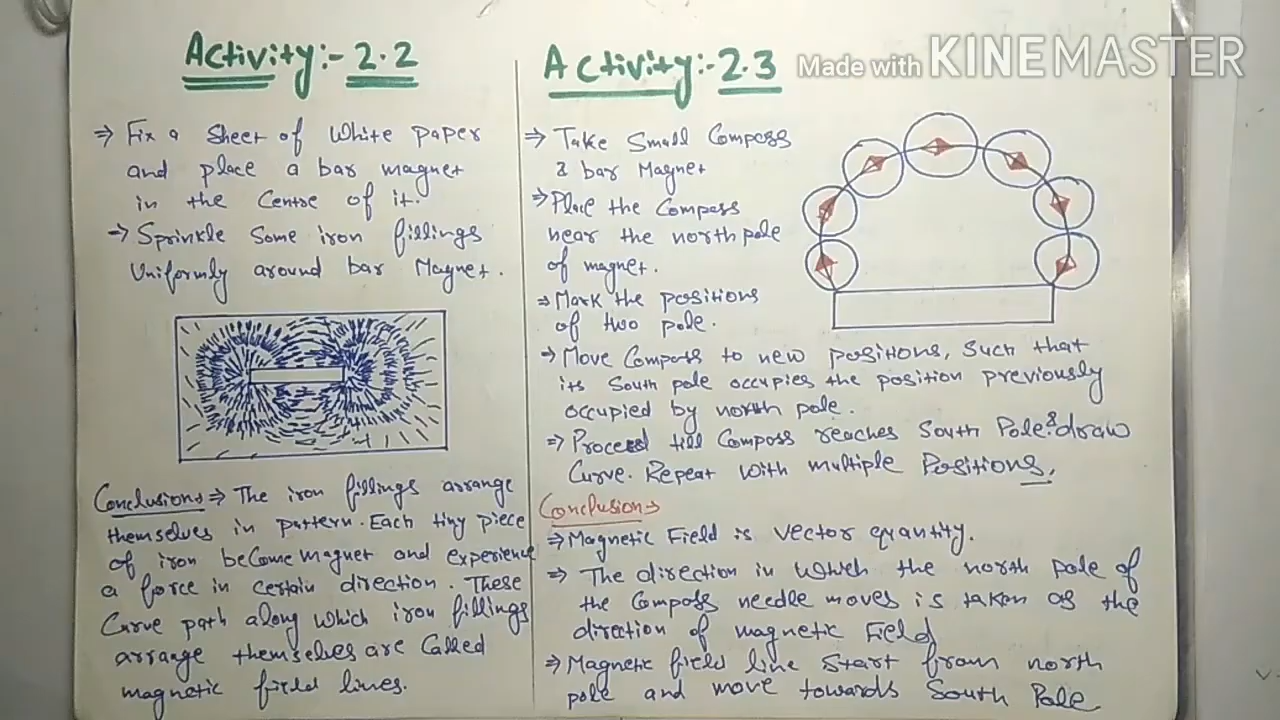 Activity:- 2.2
⇒ Fix a Sheet of White paper
and place a bar magnet
in the Centre of it.
→ Sprinkle Some iron fillings
Uniformly around bar Magnet.
Conclusion ⇒ The iron fillings arrange
themselves in pattern. Each tiny piece
of iron become magnet and experience
a force in certain direction. These
Curve path along which iron fillings
arrange themselves are Called
magnetic field lines.
Activity:- 2.3
Made with KINEMASTER
⇒ Take Small Compass
& bar Magnet
⇒ Place the Compass
near the north pole
of magnet.
⇒ Mark the positions
of two pole.
⇒ Move Compass to new positions, Such that
its South pole occupies the position previously
occupied by north pole.
⇒ Proceed till Compass reaches South Pole & draw
Curve. Repeat with multiple Positions.
Conclusion →
⇒ Magnetic Field is vector quantity.
⇒ The direction in which the north pole of
the Compass needle moves is taken as the
direction of magnetic Field
⇒ Magnetic field line Start from north
pole and move towards South Pole